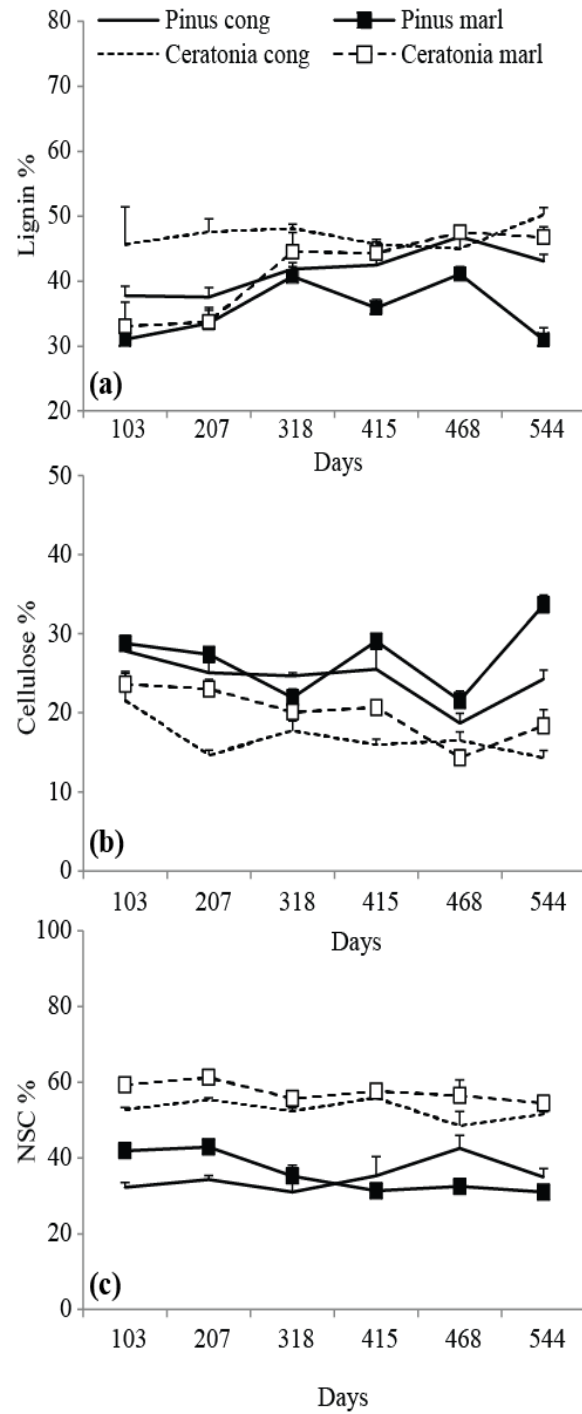 80
Pinus cong
Pinus marl
70
Ceratonia cong
Ceratonia marl
60
50
40
30
20
Lignin %
(a)
103 207 318 415 468 544
Days
50
40
30
20
10
0
Cellulose %
(b)
103 207 318 415 468 544
Days
100
80
60
40
20
0
NSC %
(c)
103 207 318 415 468 544
Days